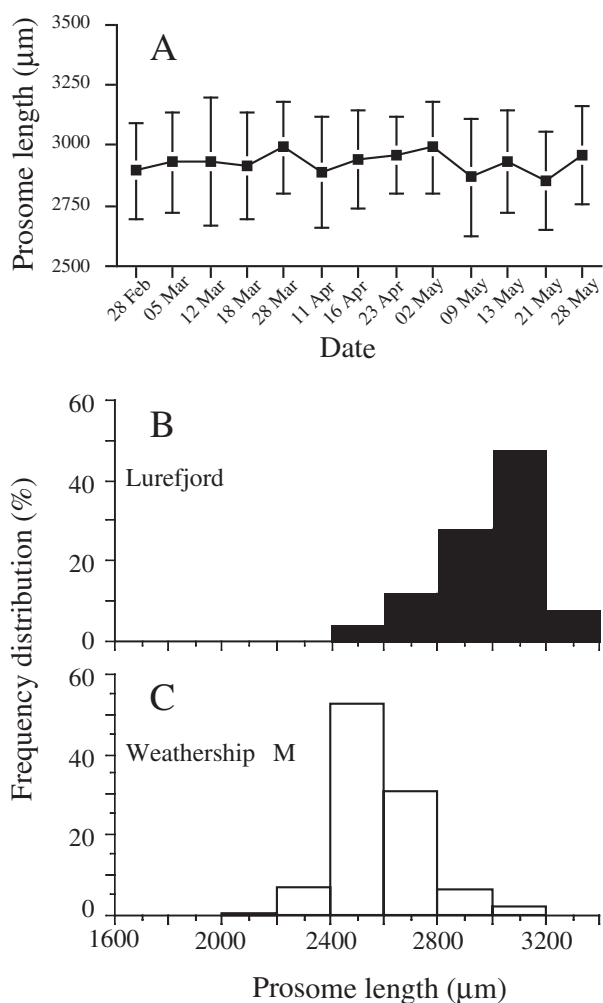 A
Prosome length (μm)
3500
3250
3000
2750
2500
28 Feb
05 Mar
12 Mar
18 Mar
28 Mar
11 Apr
16 Apr
23 Apr
02 May
09 May
13 May
21 May
28 May
Date
Frequency distribution (%)
B
Lurefjord
60
40
20
0
C
Weathership M
60
40
20
0
1600
2000
2400
2800
3200
Prosome length (μm)